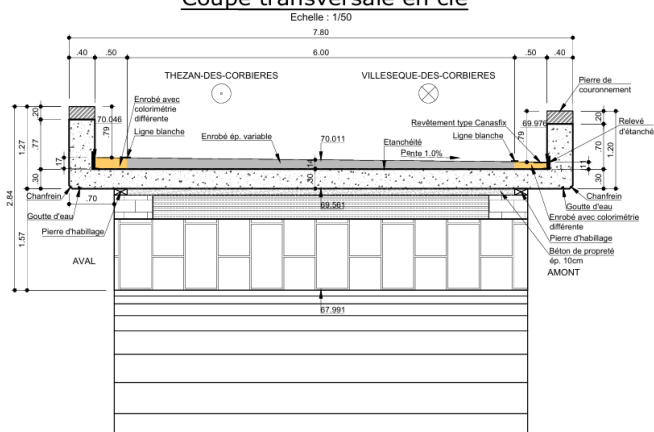 Coupe transversale en clé
Echelle : 1/50
7.80
.40
.50
6.00
.50
.40
THEZAN-DES-CORBIERES
VILLESEQUE-DES-CORBIERES
Pierre de
couronnement
Enrobé avec
colorimétrie
différente
Ligne blanche
70.046
.79
.20
.77
1.27
.17
.30
2.84
1.57
Enrobé ép. variable
70.011
Etanchéité
Pente 1.0%
.14
.30
Revêtement type Canasfix
Ligne blanche
69.976
.79
.20
.70
1.20
.11
.30
Relevé
d'étanché
Chanfrein
Goutte d'eau
.70
Pierre d'habillage
AVAL
69.561
Chanfrein
Goutte d'eau
Enrobé avec colorimétrie
différente
Pierre d'habillage
Béton de propreté
ép. 10cm
AMONT
67.991